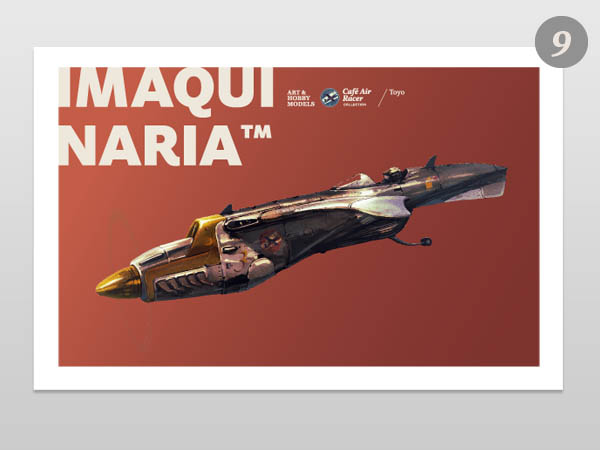 9
IMAQUI
NARIA™
ART &
HOBBY
MODELS
Café Air
Racer
COLLECTION
/ Toyo